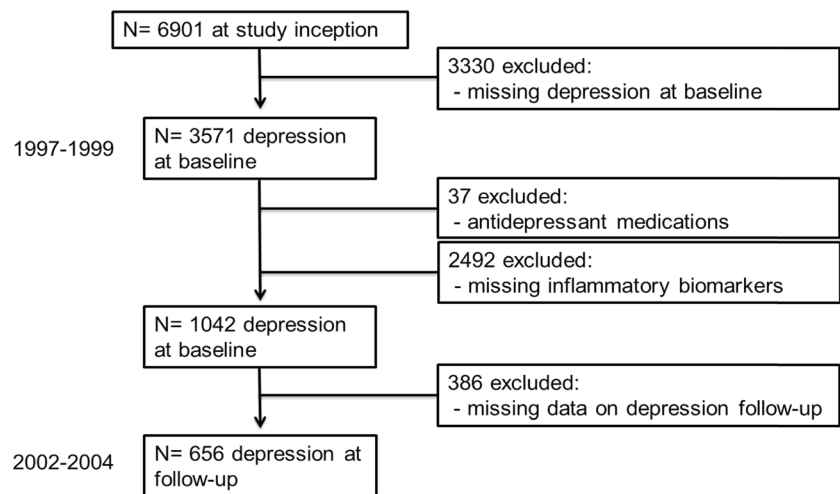 N= 6901 at study inception
3330 excluded:
- missing depression at baseline
1997-1999
N= 3571 depression
at baseline
37 excluded:
- antidepressant medications
2492 excluded:
- missing inflammatory biomarkers
N= 1042 depression
at baseline
386 excluded:
- missing data on depression follow-up
2002-2004
N= 656 depression at
follow-up